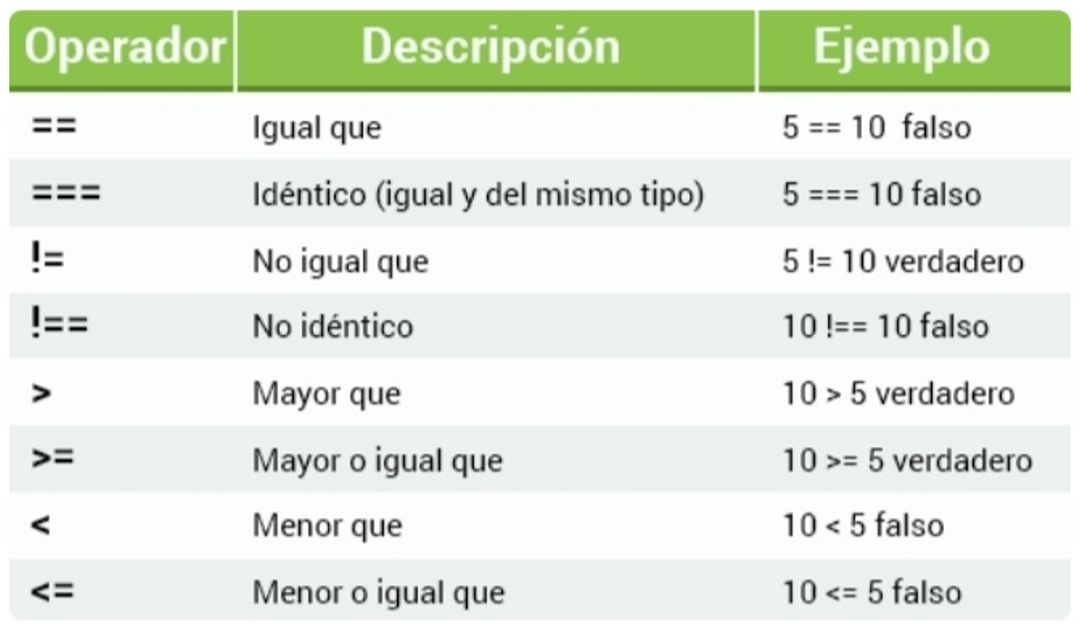 Operador Descripción Ejemplo
== Igual que 5 == 10 falso
=== Idéntico (igual y del mismo tipo) 5 === 10 falso
!= No igual que 5 != 10 verdadero
!== No idéntico 10 !== 10 falso
> Mayor que 10 > 5 verdadero
>= Mayor o igual que 10 >= 5 verdadero
< Menor que 10 < 5 falso
<= Menor o igual que 10 <= 5 falso